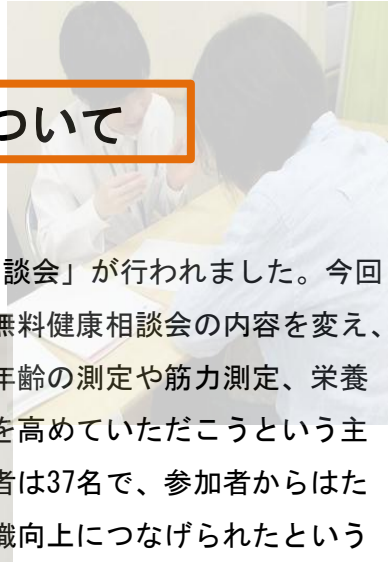 ついて
談会」が行われました。今回
無料健康相談会の内容を変え、
年齢の測定や筋力測定、栄養
を高めていただこうという主
者は37名で、参加者からはた
識向上につなげられたという